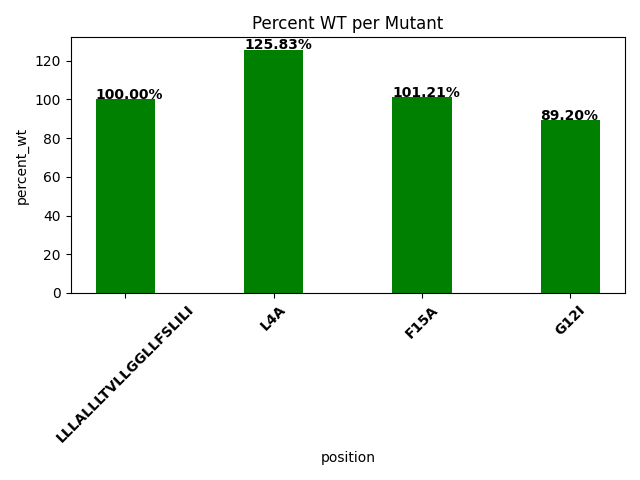 Percent WT per Mutant
percent_wt
120
100
80
60
40
20
0
100.00%
125.83%
101.21%
89.20%
LLLALLLTVLLGGLLFSLILI
L4A
F15A
G12I
position